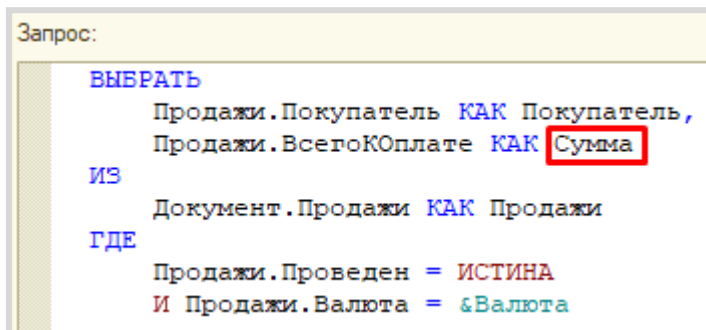 Запрос:
ВЫБРАТЬ
Продажи.Покупатель КАК Покупатель,
Продажи.ВсегоКОплате КАК Сумма
ИЗ
Документ.Продажи КАК Продажи
ГДЕ
Продажи.Проведен = ИСТИНА
И Продажи.Валюта = &Валюта